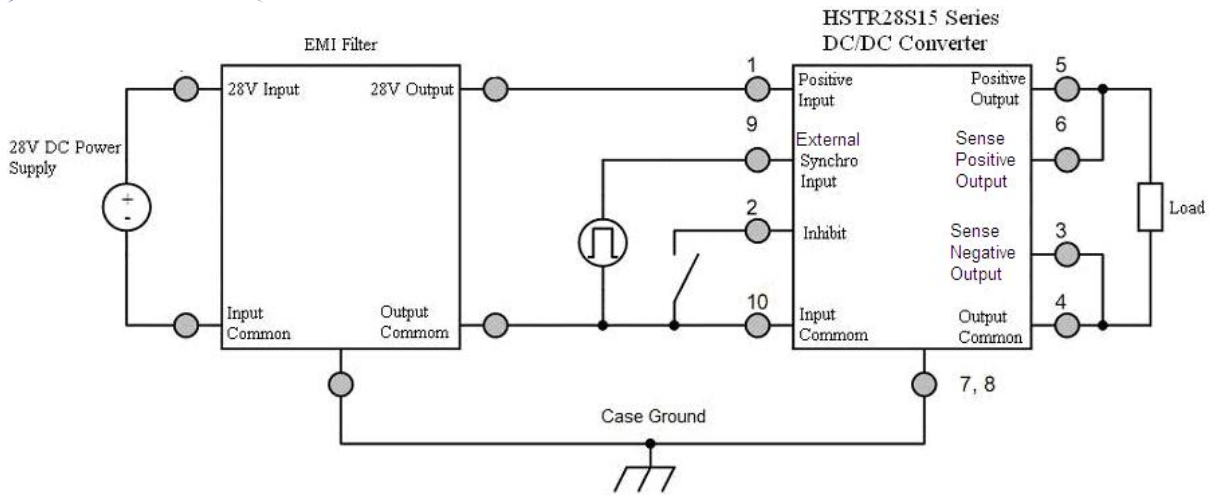 HSTR28S15 Series
DC/DC Converter
EMI Filter
28V Input
28V Output
1
Positive
Input
Positive
Output
5
9
External
Synchro
Input
Sense
Positive
Output
6
28V DC Power
Supply
+
-
2
Inhibit
Sense
Negative
Output
3
Load
Input
Common
Output
Commom
10
Input
Commom
Output
Common
4
7, 8
Case Ground